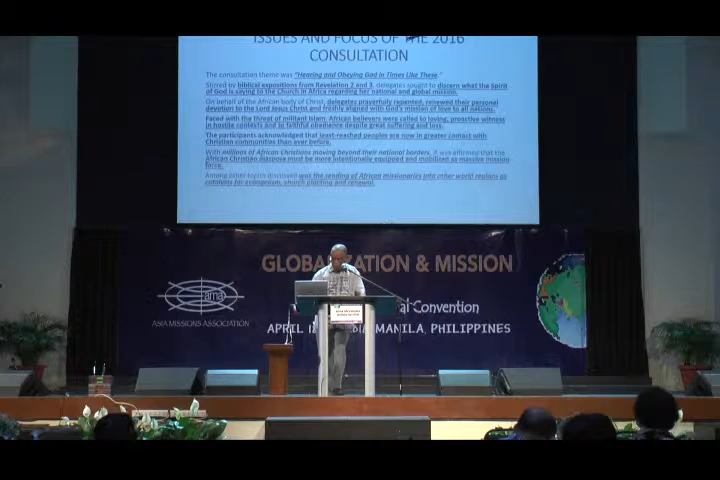 ISSUES AND FOCUS OF THE 2016
CONSULTATION
The consultation theme was "Hearing and Obeying God in Times Like These."
Stirred by biblical expositions from Revelation 2 and 3, delegates sought to discern what the Spirit
of God is saying to the Church in Africa regarding her national and global mission.
On behalf of the African body of Christ, delegates prayerfully repented, renewed their personal
devotion to the Lord Jesus Christ and freshly aligned with God's mission of love to all nations.
Faced with the threat of militant Islam; African believers were called to loving, proactive witness
in hostile contexts and to faithful obedience despite great suffering and loss.
The participants acknowledged that least-reached peoples are now in greater contact with
Christian communities than ever before.
With millions of African Christians moving beyond their national borders, it was affirmed that the
African Christian diaspora must be more intentionally equipped and mobilized as massive mission
force.
Among other topics discussed was the sending of African missionaries into other world regions as
catalysts for evangelism, church planting and renewal.
GLOBALIZATION & MISSION
ama
al Convention
ASIA MISSIONS ASSOCIATION
APRIL MANILA, PHILIPPINES